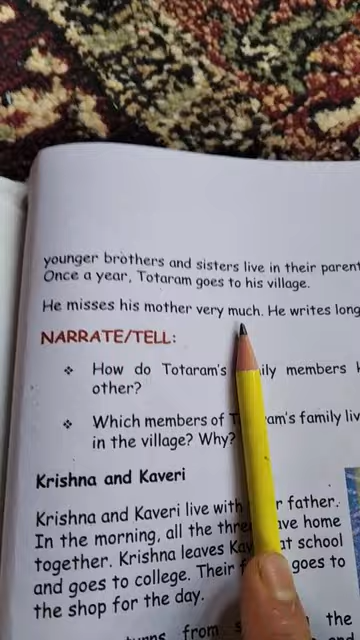 younger brothers and sisters live in their parent
Once a year, Totaram goes to his village.
He misses his mother very much. He writes long
NARRATE/TELL:
❖ How do Totaram's ily members
other?
❖ Which members of T ram's family liv
in the village? Why?
Krishna and Kaveri
Krishna and Kaveri live with r father.
In the morning, all the thre ave home
together. Krishna leaves Kav at school
and goes to college. Their f goes to
the shop for the day.
from the